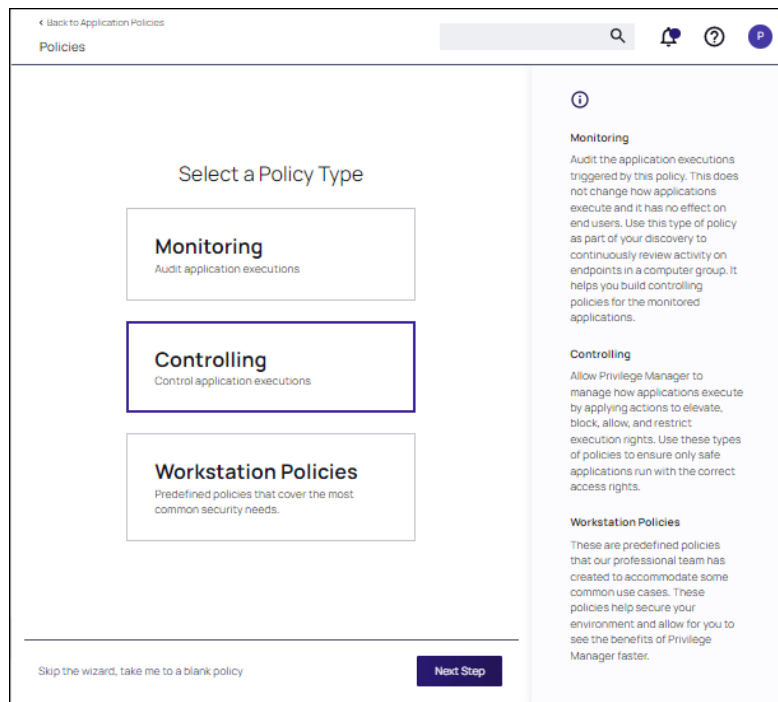 Back to Application Policies
Policies
P
Select a Policy Type
Monitoring
Audit application executions
Controlling
Control application executions
Workstation Policies
Predefined policies that cover the most
common security needs.
Skip the wizard, take me to a blank policy
Next Step
Monitoring
Audit the application executions
triggered by this policy. This does
not change how applications
execute and it has no effect on
end users. Use this type of policy
as part of your discovery to
continuously review activity on
endpoints in a computer group. It
helps you build controlling
policies for the monitored
applications.
Controlling
Allow Privilege Manager to
manage how applications execute
by applying actions to elevate,
block, allow, and restrict
execution rights. Use these types
of policies to ensure only safe
applications run with the correct
access rights.
Workstation Policies
These are predefined policies
that our professional team has
created to accommodate some
common use cases. These
policies help secure your
environment and allow for you to
see the benefits of Privilege
Manager faster.